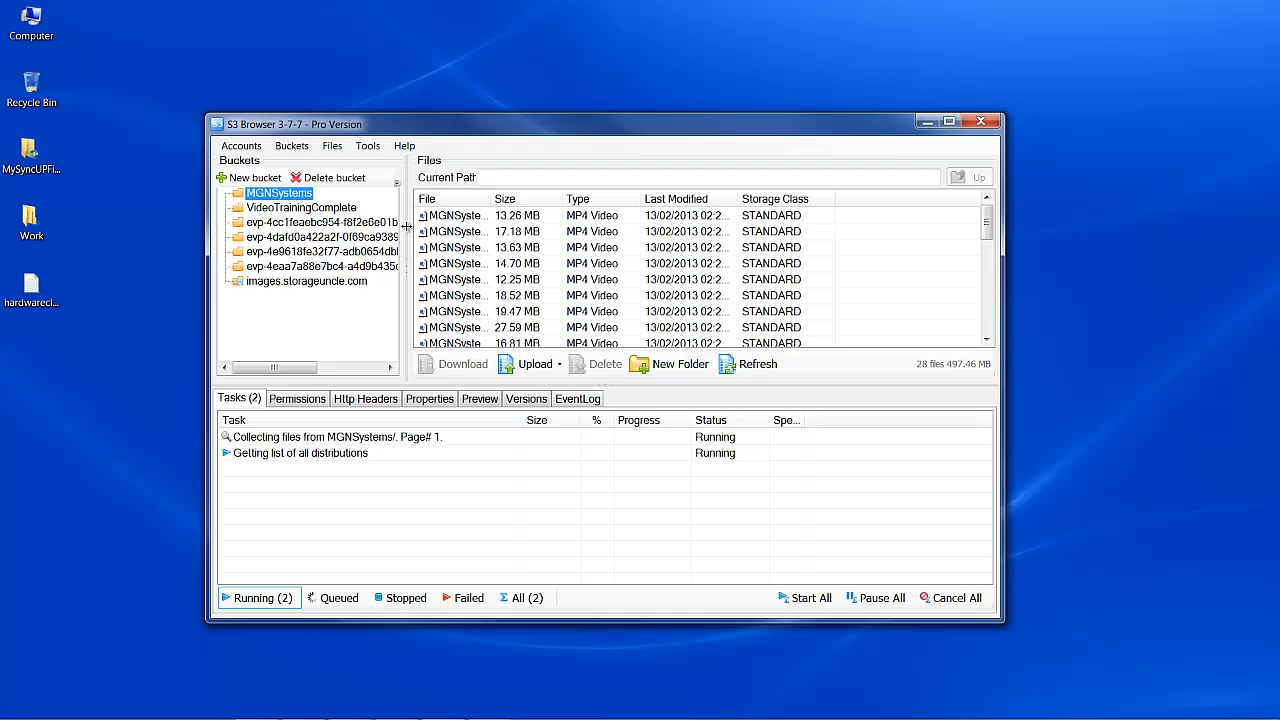 Computer
Recycle Bin
MySyncUPFi...
Work
hardwarecl...
S3 Browser 3-7-7 - Pro Version
Accounts Buckets Files Tools Help
Buckets
New bucket Delete bucket
MGNSystems
VideoTrainingComplete
evp-4cc1feaebc954-f8f2e6e01b
evp-4dafd0a422a2f-0f69ca9389
evp-4e9618fe32f77-adb0654db
evp-4eaa7a88e7bc4-a4d9b435c
images.storageuncle.com
Files
Current Path Up
File Size Type Last Modified Storage Class
MGNSyste... 13.26 MB MP4 Video 13/02/2013 02:2... STANDARD
MGNSyste... 17.18 MB MP4 Video 13/02/2013 02:2... STANDARD
MGNSyste... 13.63 MB MP4 Video 13/02/2013 02:2... STANDARD
MGNSyste... 14.70 MB MP4 Video 13/02/2013 02:2... STANDARD
MGNSyste... 12.25 MB MP4 Video 13/02/2013 02:2... STANDARD
MGNSyste... 18.52 MB MP4 Video 13/02/2013 02:2... STANDARD
MGNSyste... 19.47 MB MP4 Video 13/02/2013 02:2... STANDARD
MGNSyste... 27.59 MB MP4 Video 13/02/2013 02:2... STANDARD
MGNSyste... 16.81 MB MP4 Video 13/02/2013 02:2... STANDARD
Download Upload Delete New Folder Refresh 28 files 497.46 MB
Tasks (2) Permissions Http Headers Properties Preview Versions EventLog
Task Size % Progress Status Spe...
Collecting files from MGNSystems/. Page# 1. Running
Getting list of all distributions Running
Running (2) Queued Stopped Failed All (2) Start All Pause All Cancel All